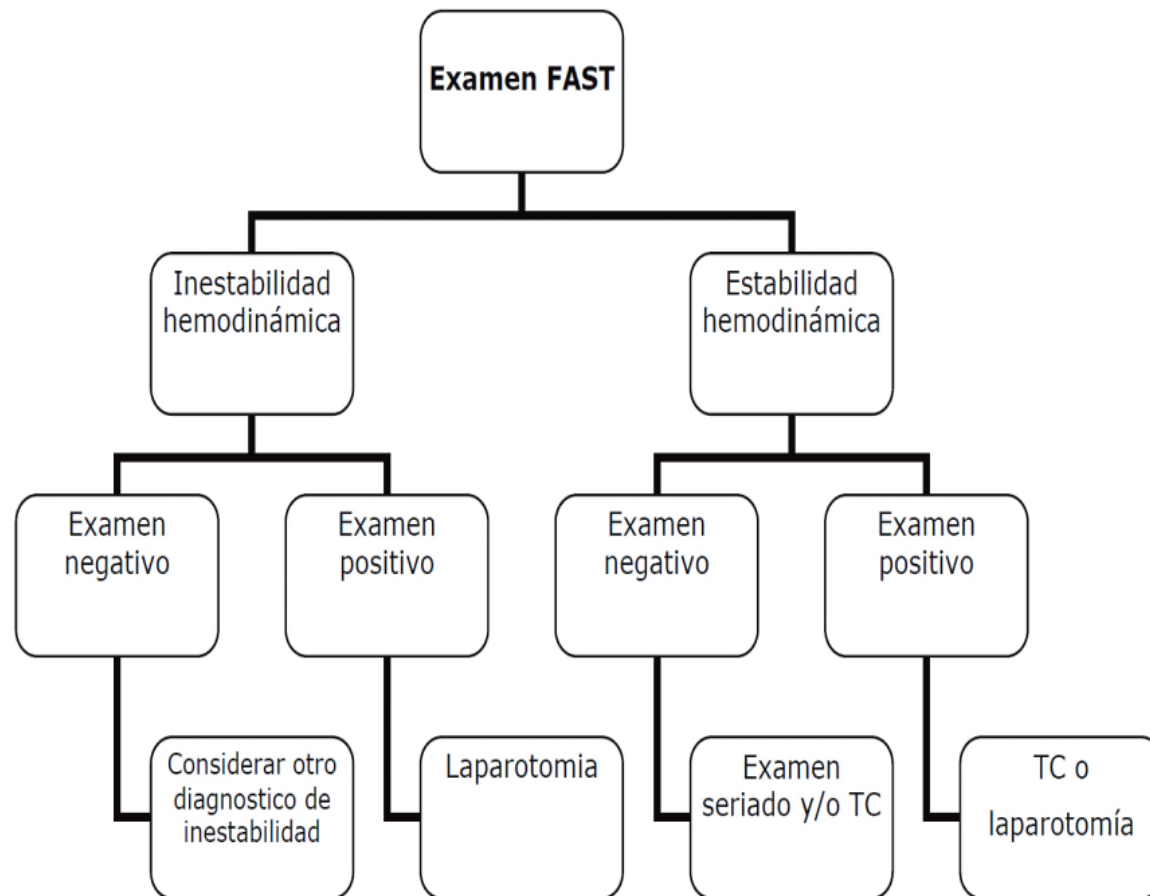 Examen FAST
Inestabilidad
hemodinámica
Estabilidad
hemodinámica
Examen
negativo
Examen
positivo
Examen
negativo
Examen
positivo
Considerar otro
diagnostico de
inestabilidad
Laparotomia
Examen
seriado y/o TC
TC o
laparotomía